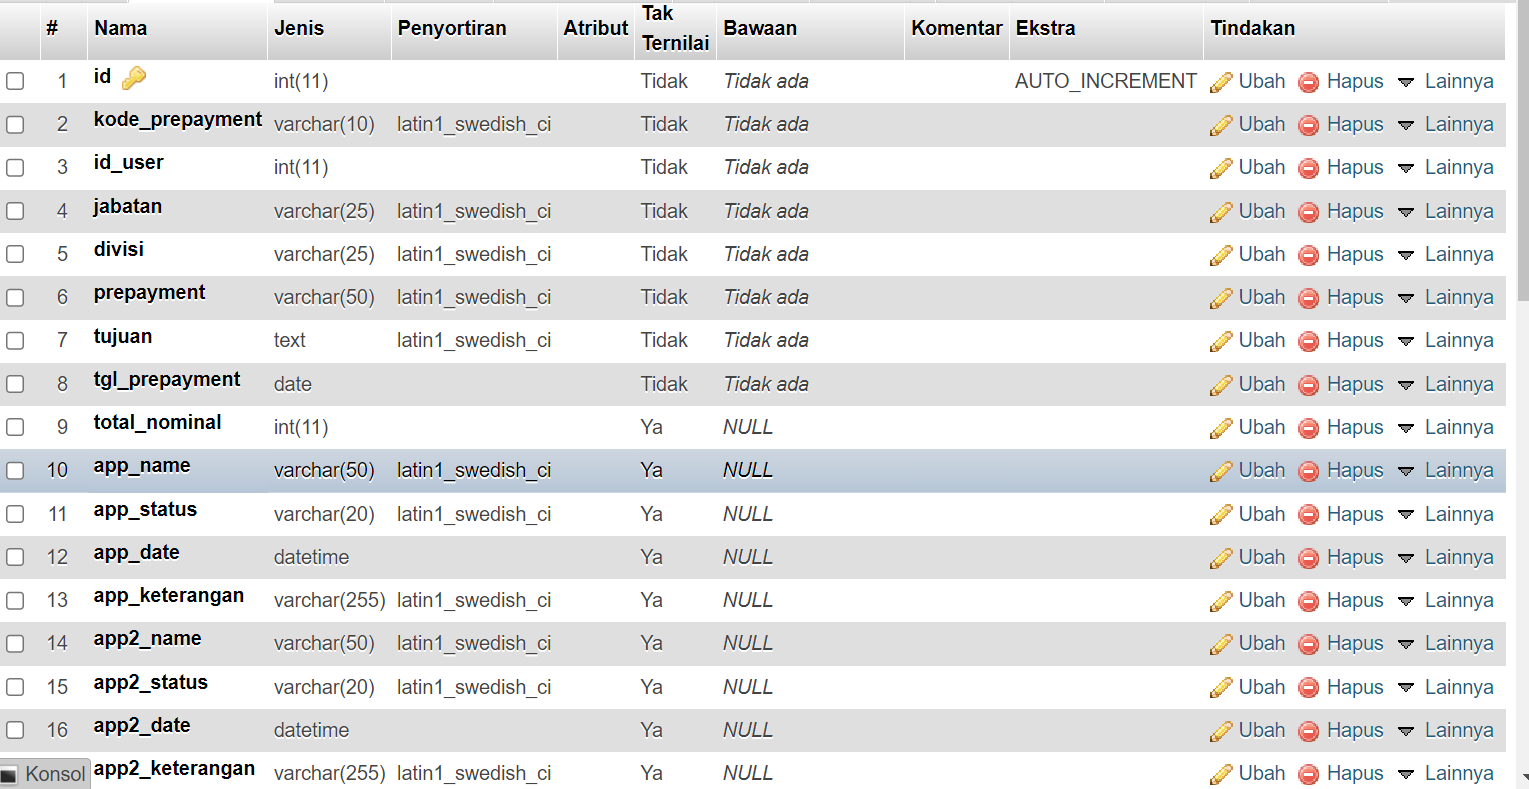 # Nama Jenis Penyortiran Atribut Tak Ternilai Bawaan Komentar Ekstra Tindakan
1 id int(11) Tidak Tidak ada AUTO_INCREMENT Ubah Hapus Lainnya
2 kode_prepayment varchar(10) latin1_swedish_ci Tidak Tidak ada Ubah Hapus Lainnya
3 id_user int(11) Tidak Tidak ada Ubah Hapus Lainnya
4 jabatan varchar(25) latin1_swedish_ci Tidak Tidak ada Ubah Hapus Lainnya
5 divisi varchar(25) latin1_swedish_ci Tidak Tidak ada Ubah Hapus Lainnya
6 prepayment varchar(50) latin1_swedish_ci Tidak Tidak ada Ubah Hapus Lainnya
7 tujuan text latin1_swedish_ci Tidak Tidak ada Ubah Hapus Lainnya
8 tgl_prepayment date Tidak Tidak ada Ubah Hapus Lainnya
9 total_nominal int(11) Ya NULL Ubah Hapus Lainnya
10 app_name varchar(50) latin1_swedish_ci Ya NULL Ubah Hapus Lainnya
11 app_status varchar(20) latin1_swedish_ci Ya NULL Ubah Hapus Lainnya
12 app_date datetime Ya NULL Ubah Hapus Lainnya
13 app_keterangan varchar(255) latin1_swedish_ci Ya NULL Ubah Hapus Lainnya
14 app2_name varchar(50) latin1_swedish_ci Ya NULL Ubah Hapus Lainnya
15 app2_status varchar(20) latin1_swedish_ci Ya NULL Ubah Hapus Lainnya
16 app2_date datetime Ya NULL Ubah Hapus Lainnya
Konsol app2_keterangan varchar(255) latin1_swedish_ci Ya NULL Ubah Hapus Lainnya